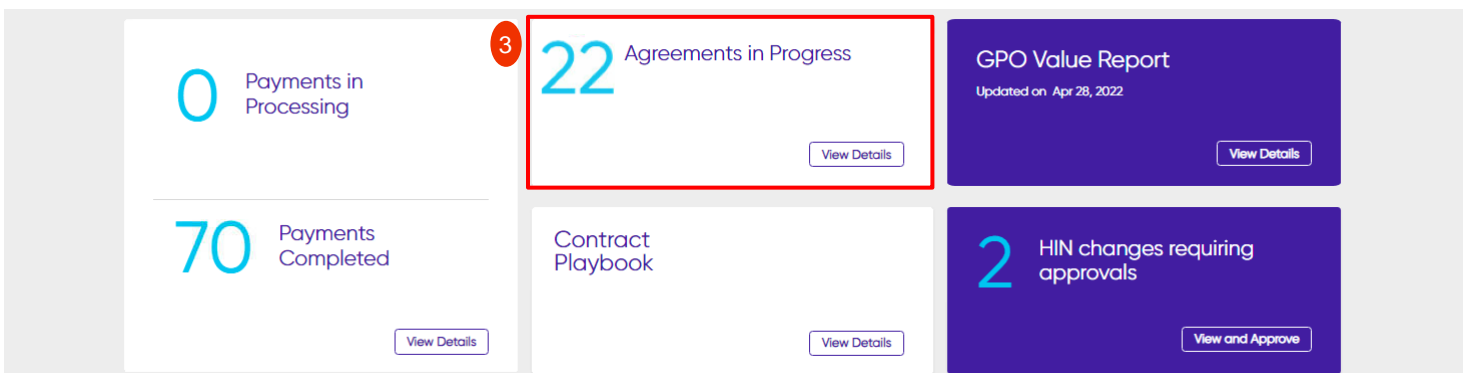 0
Payments in
Processing
70
Payments
Completed
View Details
3
22
Agreements in Progress
View Details
Contract
Playbook
View Details
GPO Value Report
Updated on Apr 28, 2022
View Details
2
HIN changes requiring
approvals
View and Approve